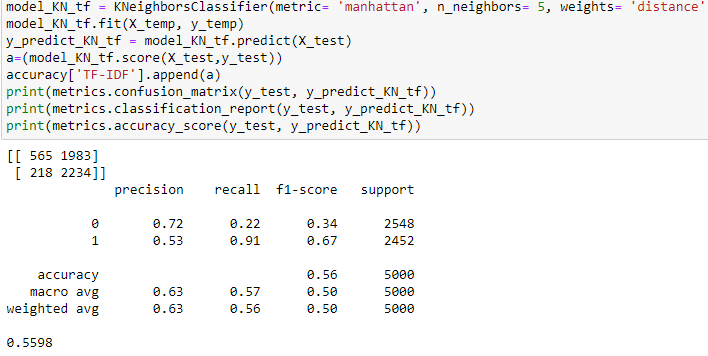 model_KN_tf = KNeighborsClassifier(metric= 'manhattan', n_neighbors= 5, weights= 'distance'
model_KN_tf.fit(X_temp, y_temp)
y_predict_KN_tf = model_KN_tf.predict(X_test)
a=(model_KN_tf.score(X_test,y_test))
accuracy['TF-IDF'].append(a)
print(metrics.confusion_matrix(y_test, y_predict_KN_tf))
print(metrics.classification_report(y_test, y_predict_KN_tf))
print(metrics.accuracy_score(y_test, y_predict_KN_tf))
[[ 565 1983]
[ 218 2234]]
precision recall f1-score support
0 0.72 0.22 0.34 2548
1 0.53 0.91 0.67 2452
accuracy 0.56 5000
macro avg 0.63 0.57 0.50 5000
weighted avg 0.63 0.56 0.50 5000
0.5598